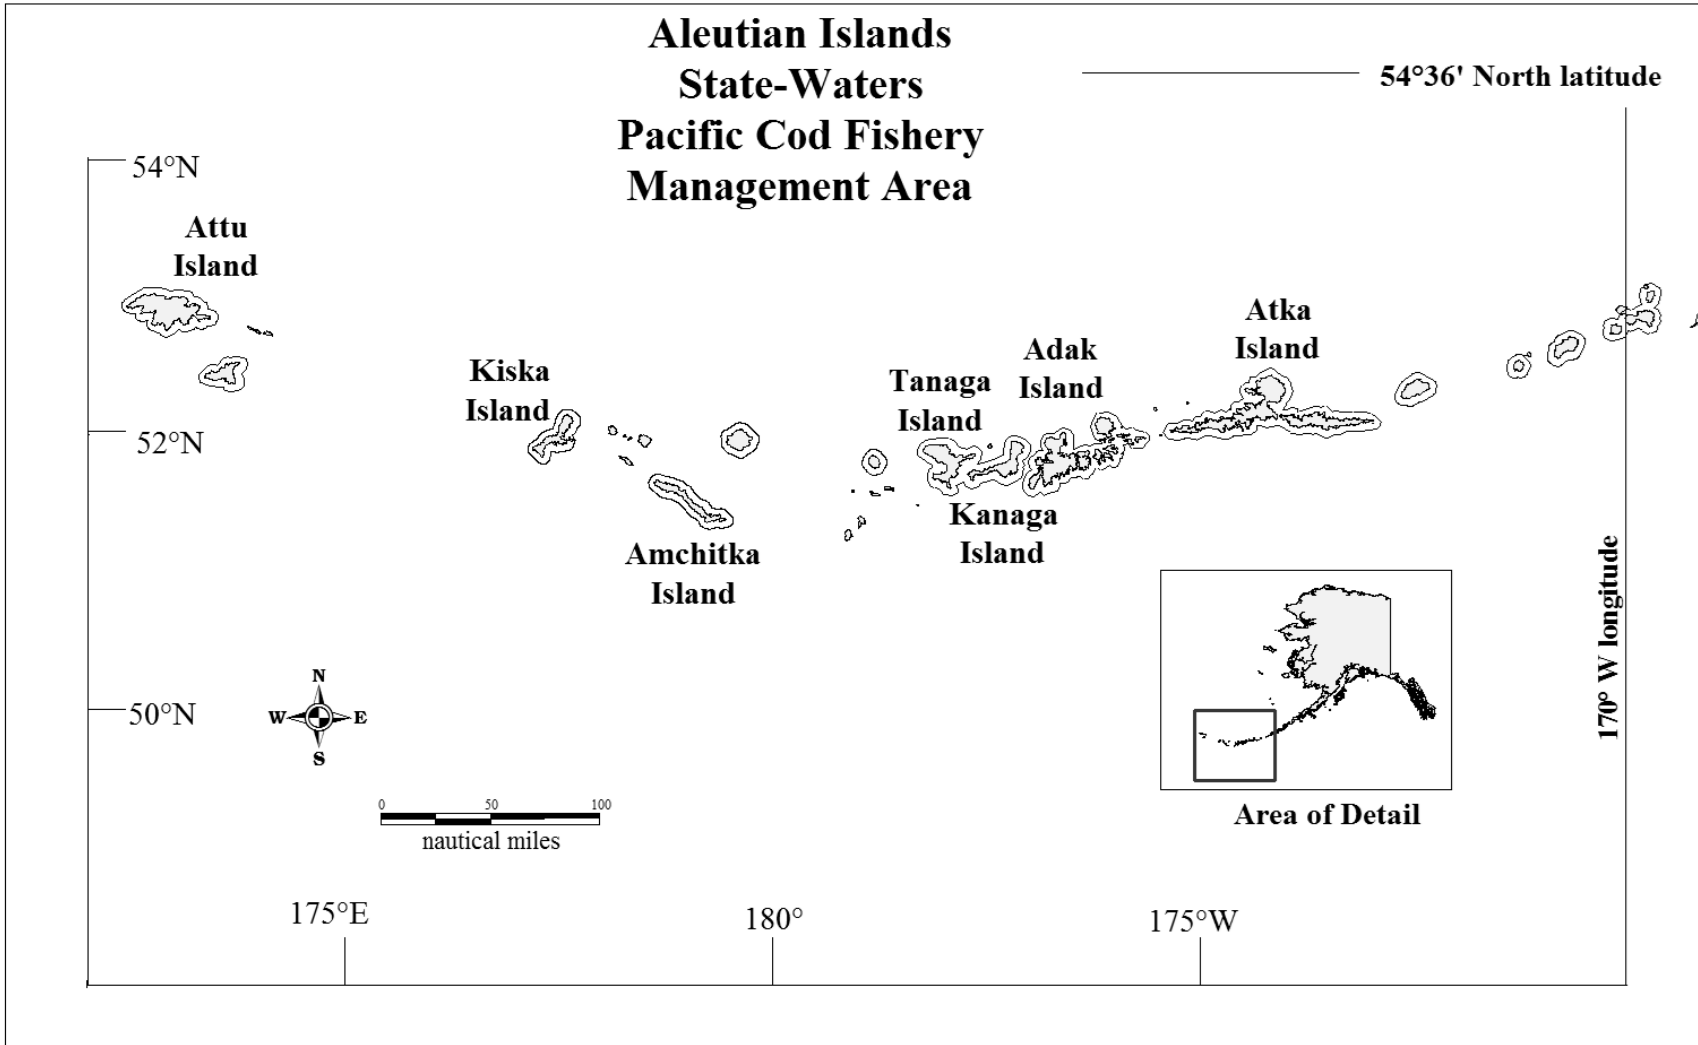 Aleutian Islands
State-Waters
Pacific Cod Fishery
Management Area
54°36' North latitude
54°N
Attu
Island
Atka
Island
Adak
Island
Kiska
Island
Tanaga
Island
52°N
Kanaga
Island
Amchitka
Island
170° W longitude
N
W E
S
50°N
0 50 100
nautical miles
Area of Detail
175°E
180°
175°W